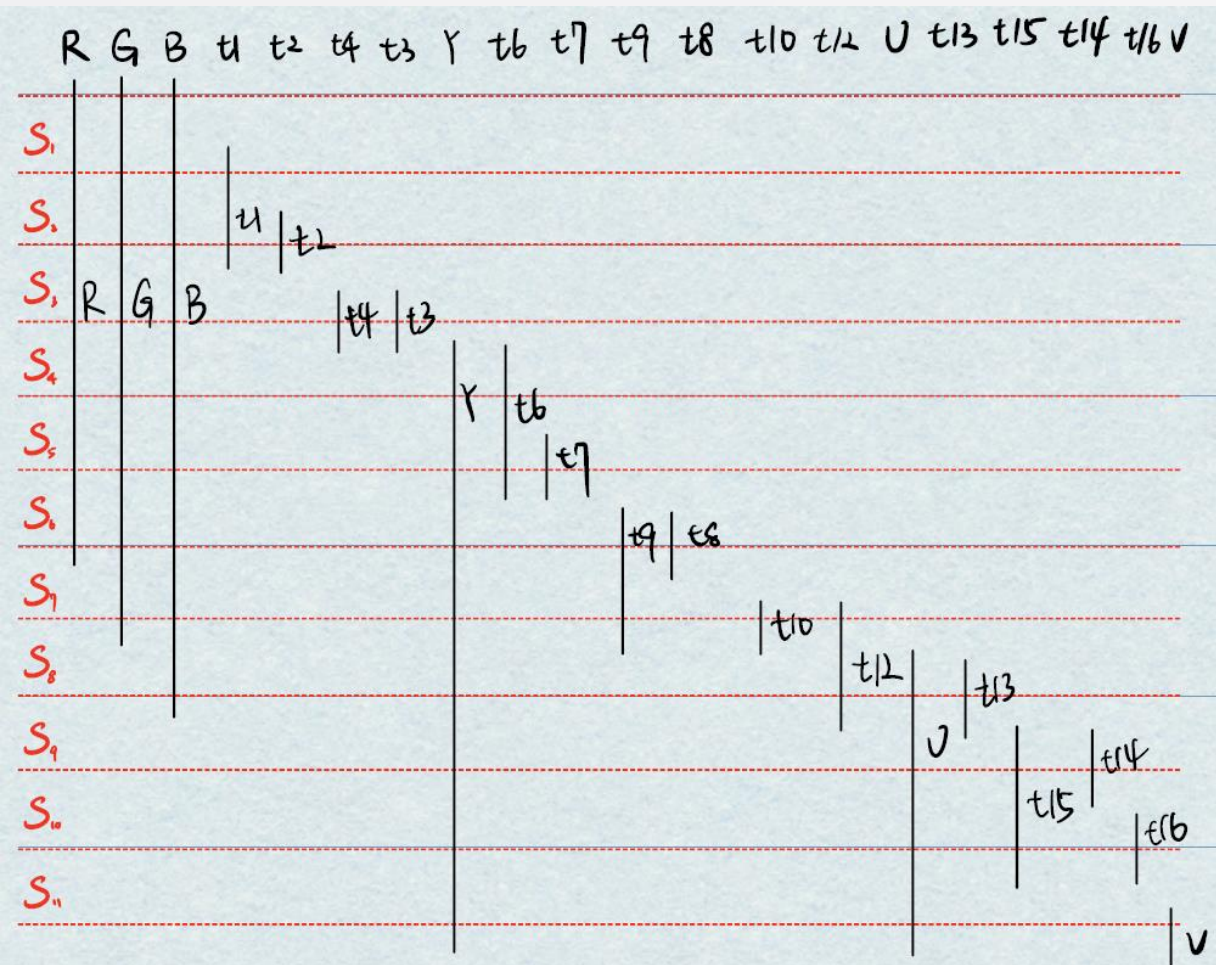 R G B t1 t2 t4 t3 Y t6 t7 t9 t8 t10 t12 U t13 t15 t14 t16 V
S₁
S₂ t1 t2
S₃ R G B t4 t3
S₄
Y t6
S₅ t7
S₆ t9 t8
S₇
t10
S₈ t12 t13
S₉ U t14
S₁₀ t15 t16
S₁₁
V